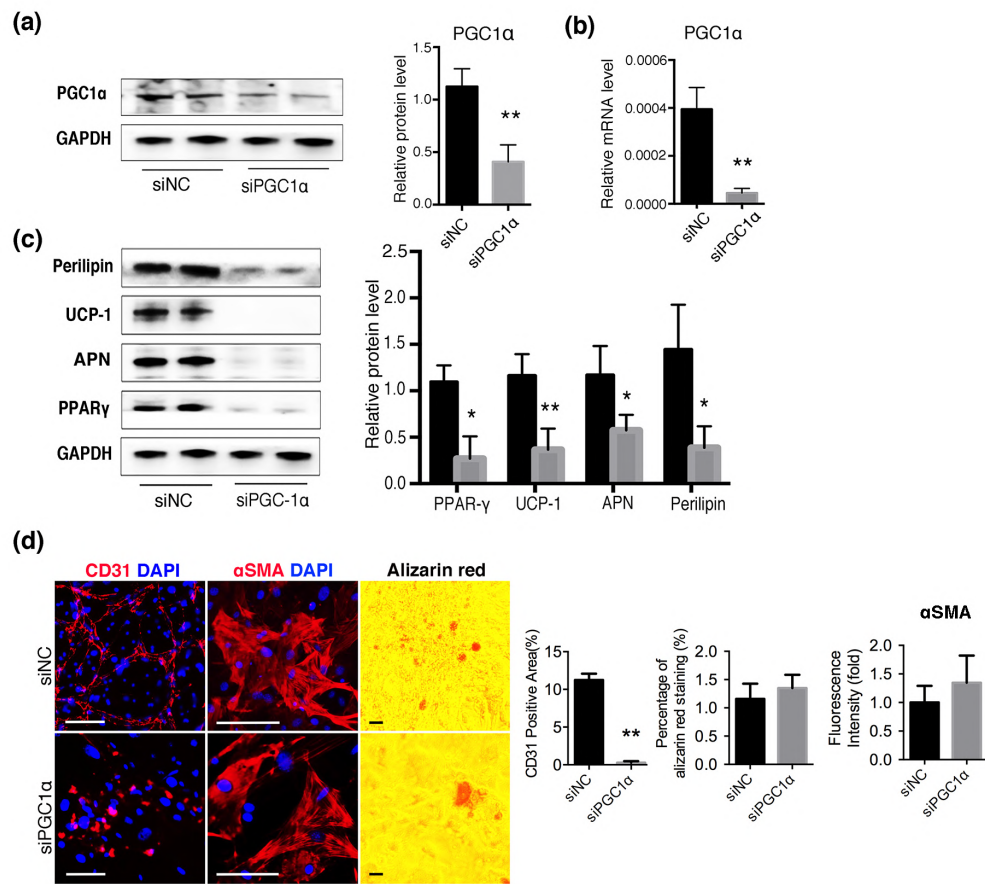 (a)
PGC1α
GAPDH
siNC
siPGC1α
PGC1α
Relative protein level
1.5
1.0
0.5
0.0
**
siNC
siPGC1α
(b)
PGC1α
Relative mRNA level
0.0006
0.0004
0.0002
0.0000
**
siNC
siPGC1α
(c)
Perilipin
UCP-1
APN
PPARγ
GAPDH
siNC
siPGC-1α
Relative protein level
2.5
2.0
1.5
1.0
0.5
0.0
*
**
*
*
PPAR-γ
UCP-1
APN
Perilipin
(d)
CD31 DAPI
αSMA DAPI
Alizarin red
siNC
siPGC1α
CD31 Positive Area(%)
15
10
5
0
**
siNC
siPGC1α
Percentage of
alizarin red staining (%)
2.0
1.5
1.0
0.5
0.0
siNC
siPGC1α
αSMA
Fluorescence
Intensity (fold)
2.0
1.5
1.0
0.5
0.0
siNC
siPGC1α